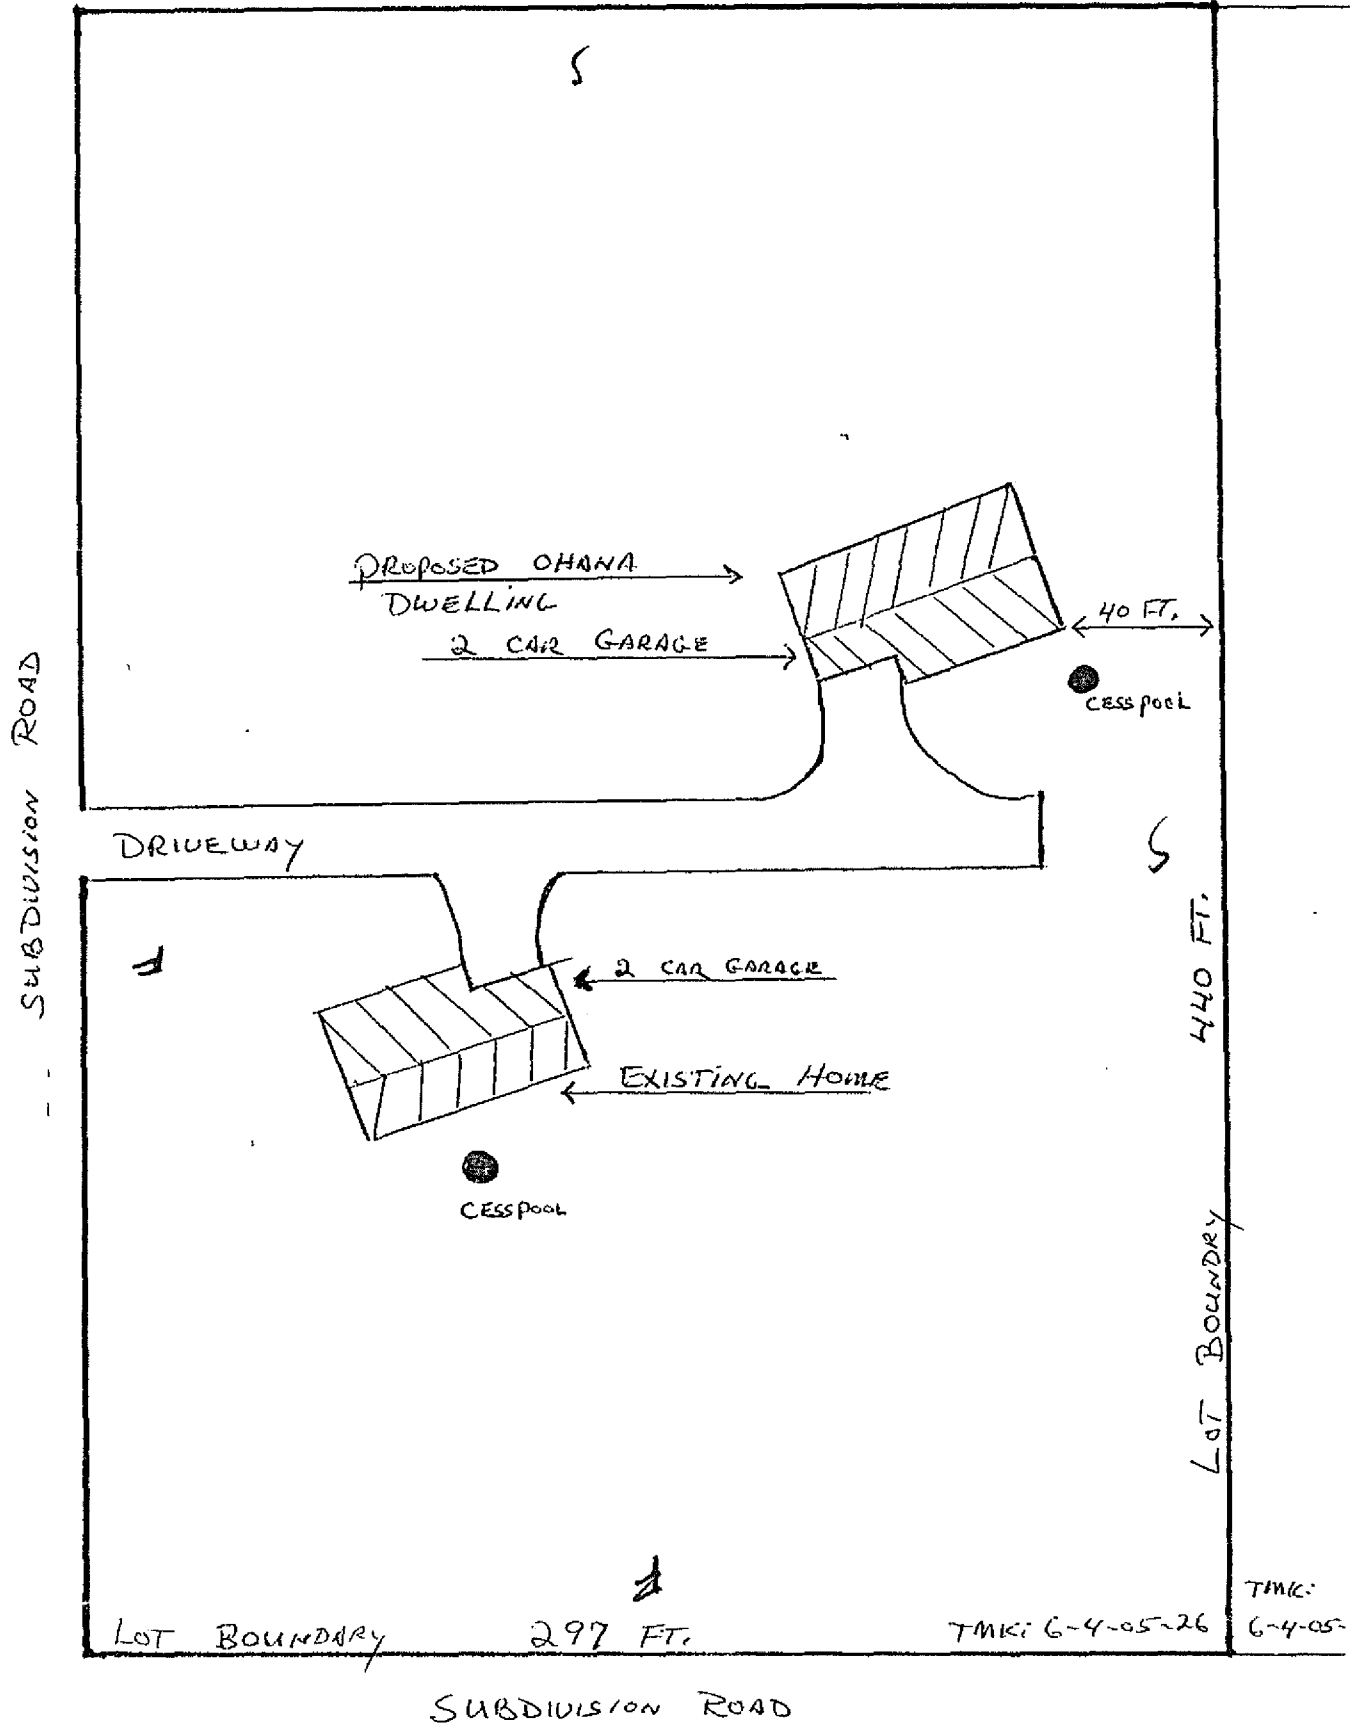 S
PROPOSED OHANA
DWELLING
2 CAR GARAGE
40 FT.
CESSPOOL
SUBDIVISION ROAD
DRIVEWAY
S
440 FT.
2 CAR GARAGE
EXISTING HOME
CESSPOOL
LOT BOUNDRY
LOT BOUNDARY
297 FT.
TMK: 6-4-05-26
TMK:
6-4-05-
SUBDIVISION ROAD